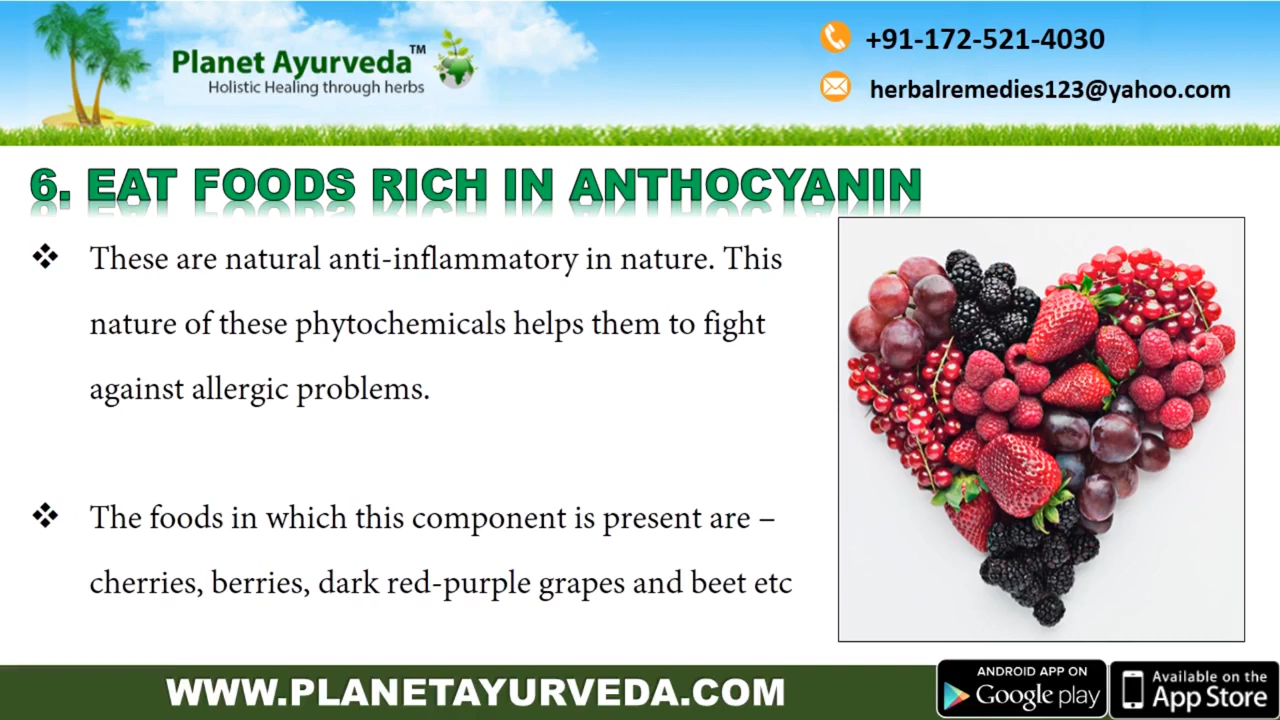 Planet Ayurveda™
Holistic Healing through herbs
+91-172-521-4030
herbalremedies123@yahoo.com
6. EAT FOODS RICH IN ANTHOCYANIN
❖ These are natural anti-inflammatory in nature. This
nature of these phytochemicals helps them to fight
against allergic problems.
❖ The foods in which this component is present are –
cherries, berries, dark red-purple grapes and beet etc
WWW.PLANETAYURVEDA.COM
ANDROID APP ON
Google play
Available on the
App Store